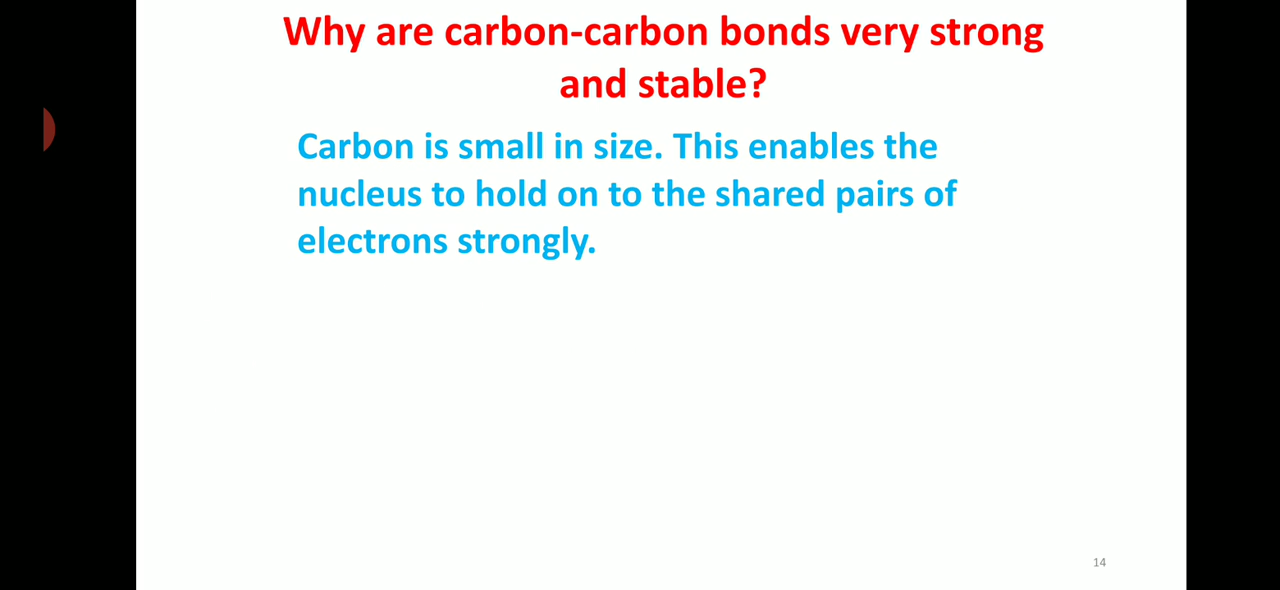 Why are carbon-carbon bonds very strong
and stable?
Carbon is small in size. This enables the
nucleus to hold on to the shared pairs of
electrons strongly.
14